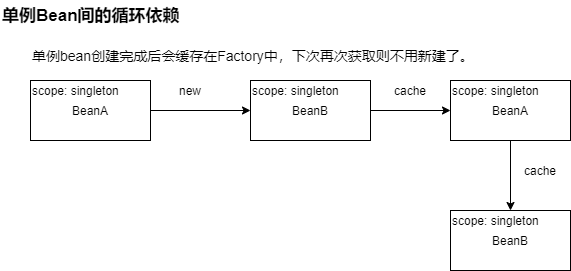 单例Bean间的循环依赖
单例bean创建完成后会缓存在Factory中，下次再次获取则不用新建了。
scope: singleton
BeanA
new
scope: singleton
BeanB
cache
scope: singleton
BeanA
cache
scope: singleton
BeanB